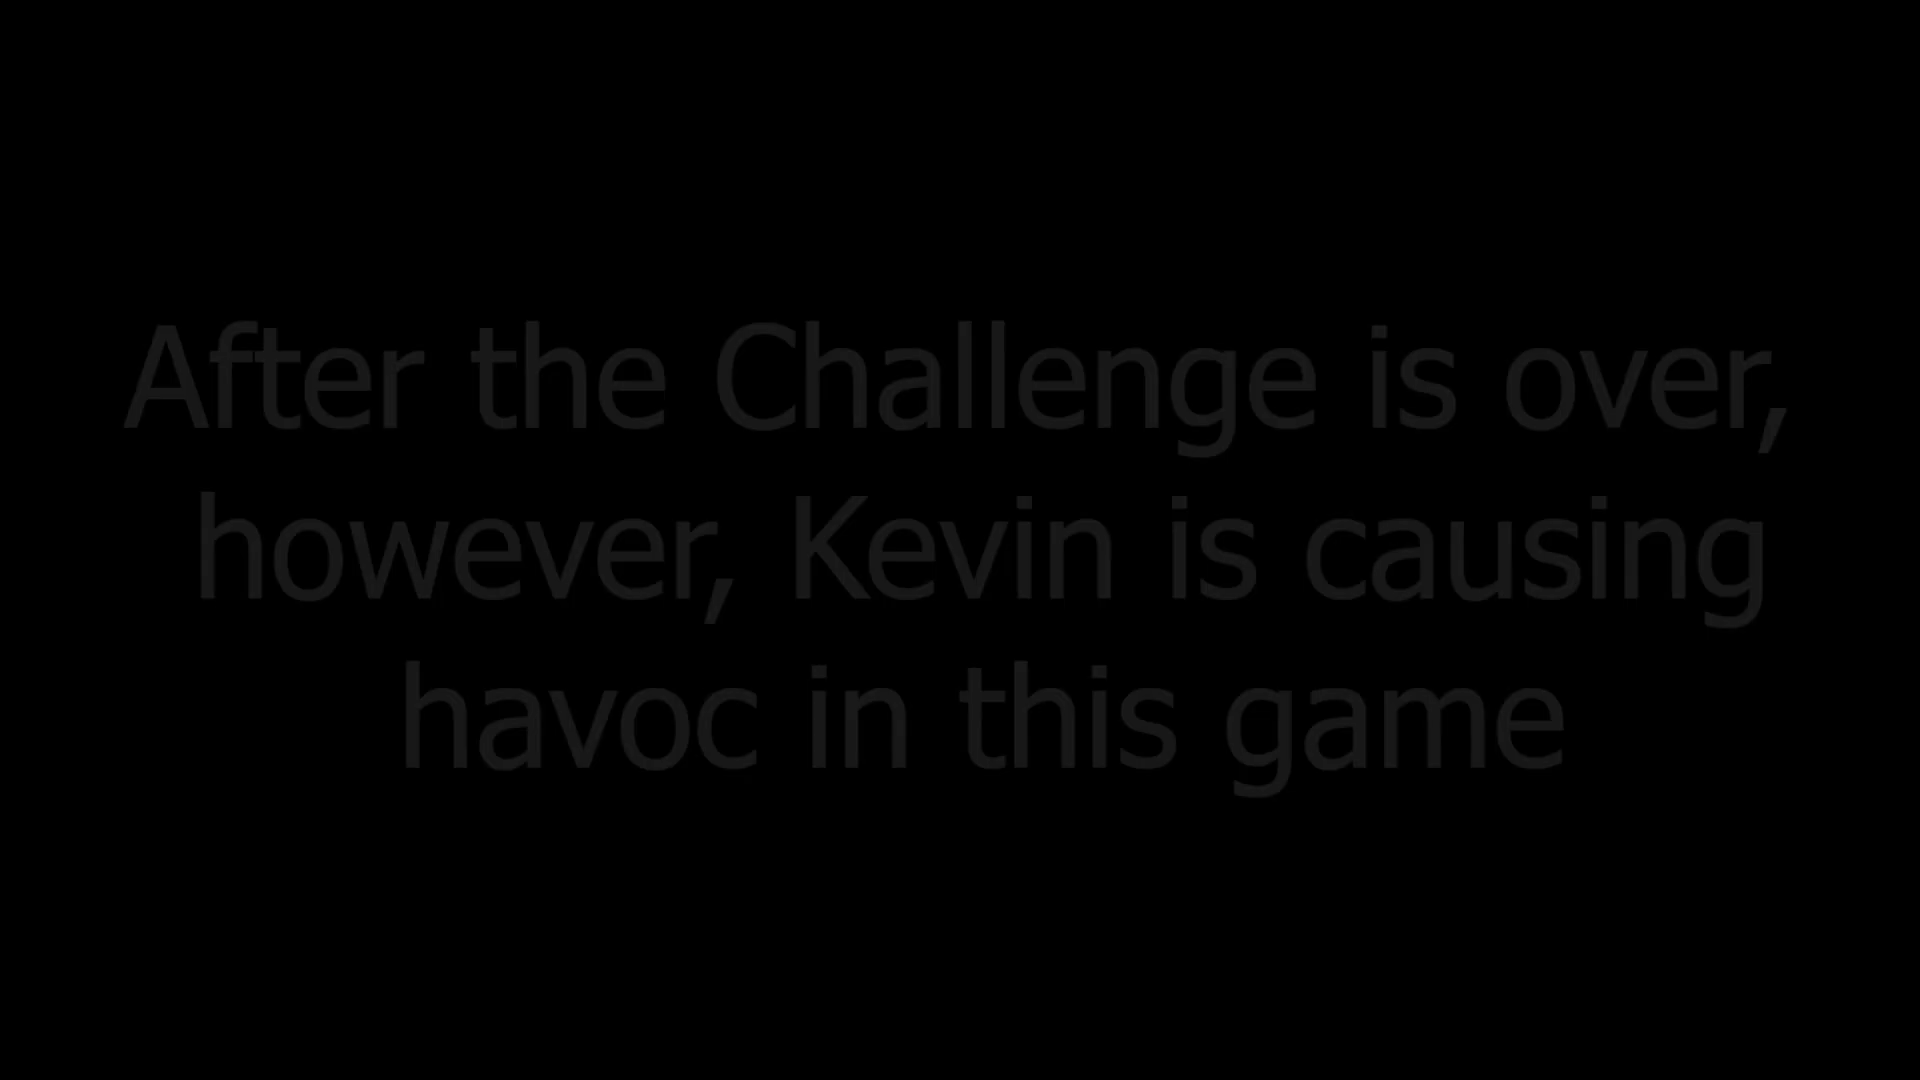 After the Challenge is over,
however, Kevin is causing
havoc in this game